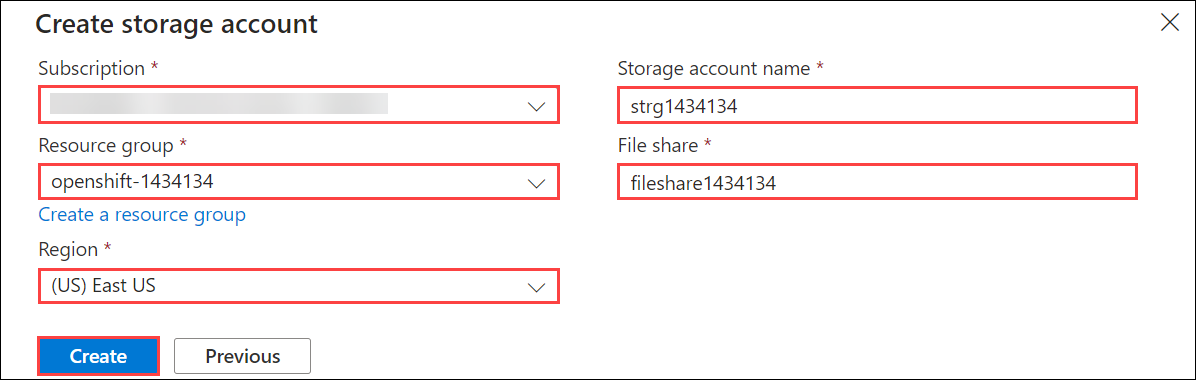 Create storage account
Subscription *
Storage account name *
strg1434134
Resource group *
openshift-1434134
Create a resource group
File share *
fileshare1434134
Region *
(US) East US
Create
Previous